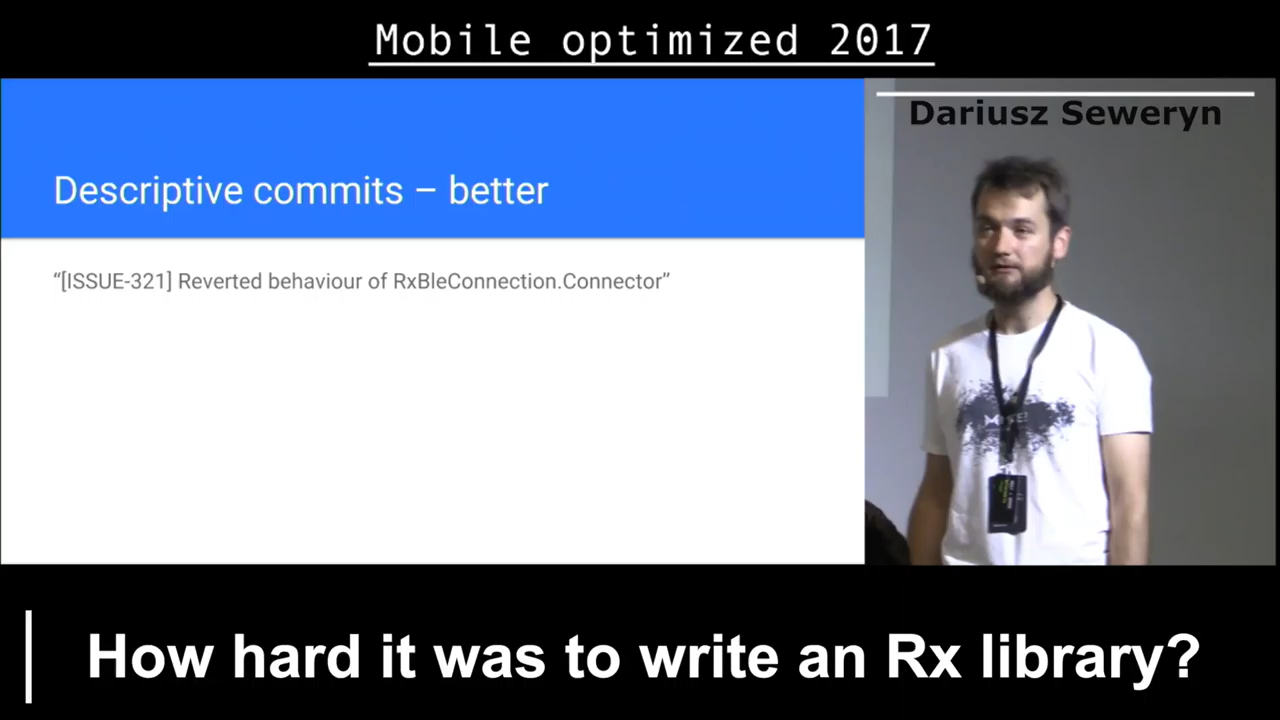 Mobile optimized 2017
Descriptive commits – better
“[ISSUE-321] Reverted behaviour of RxBleConnection.Connector”
Dariusz Seweryn
How hard it was to write an Rx library?